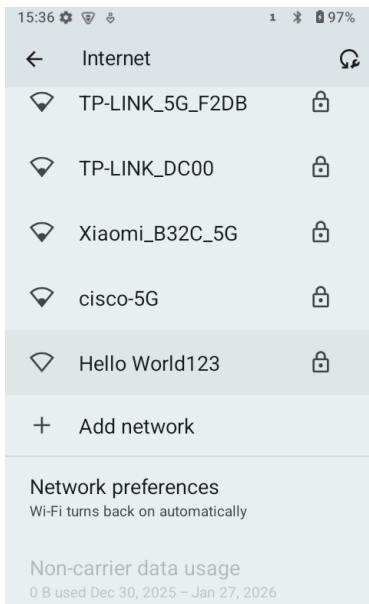 15:36 1 97%
Internet
TP-LINK_5G_F2DB
TP-LINK_DC00
Xiaomi_B32C_5G
cisco-5G
Hello World123
Add network
Network preferences
Wi-Fi turns back on automatically
Non-carrier data usage
0 B used Dec 30, 2025 – Jan 27, 2026